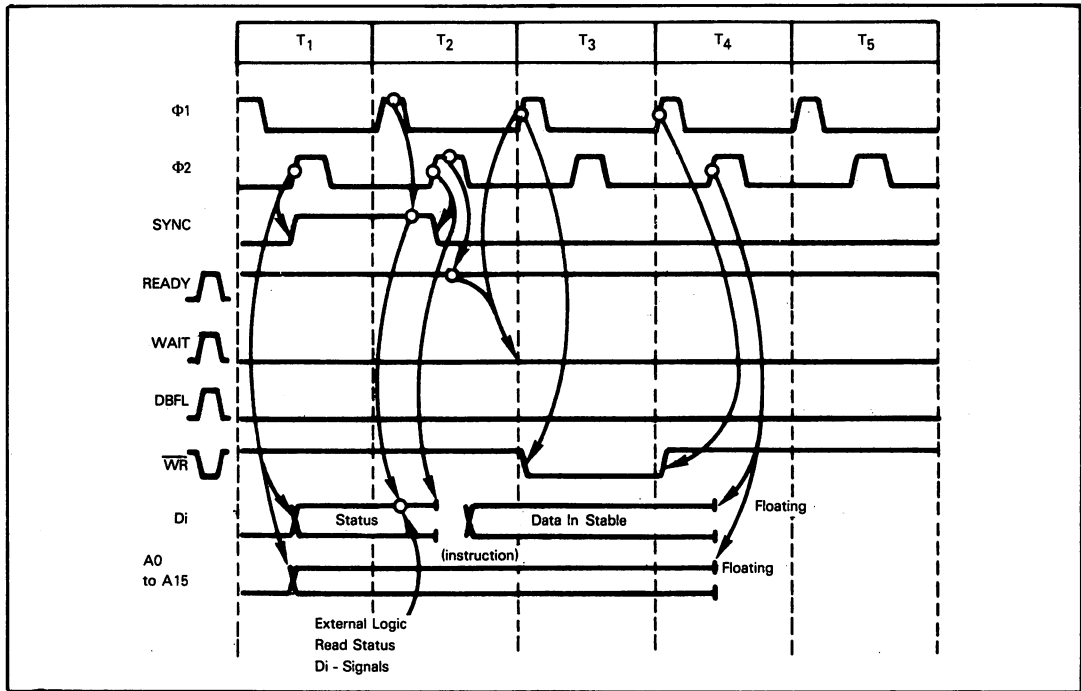 T1 T2 T3 T4 T5
Φ1
Φ2
SYNC
READY
WAIT
DBFL
WR
Di Status Data In Stable Floating
(instruction)
A0
to A15
Floating
External Logic
Read Status
Di - Signals